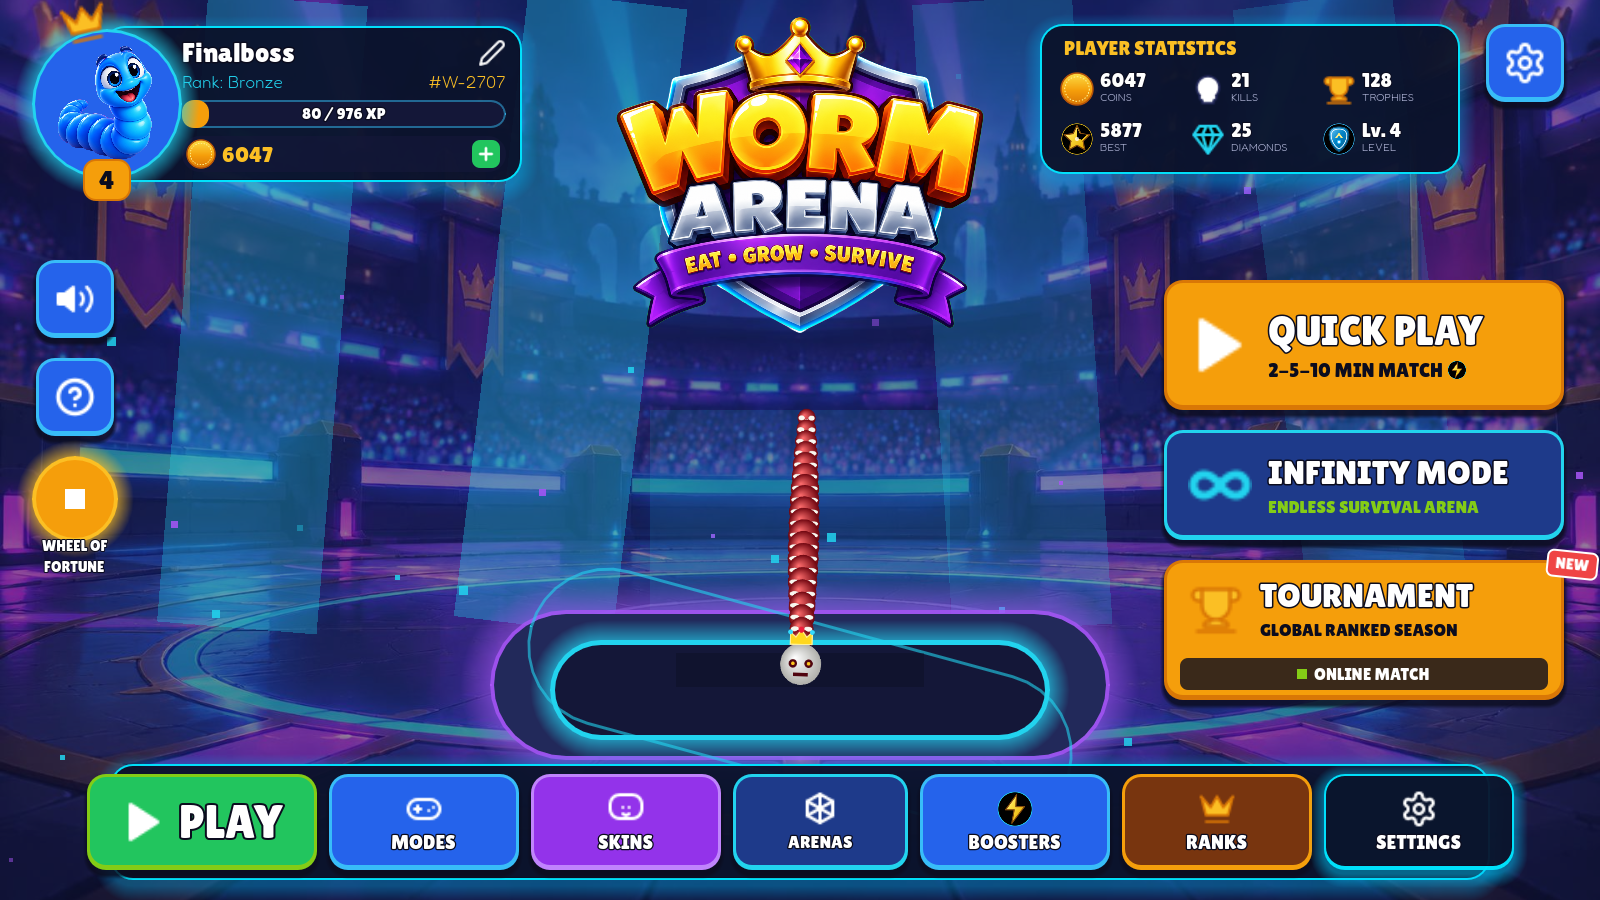 Finalboss
Rank: Bronze
#W-2707
80 / 976 XP
6047
4
WORM
ARENA
EAT • GROW • SURVIVE
PLAYER STATISTICS
6047
COINS
21
KILLS
128
TROPHIES
5877
BEST
25
DIAMONDS
Lv. 4
LEVEL
WHEEL OF
FORTUNE
QUICK PLAY
2-5-10 MIN MATCH
INFINITY MODE
ENDLESS SURVIVAL ARENA
NEW
TOURNAMENT
GLOBAL RANKED SEASON
ONLINE MATCH
PLAY
MODES
SKINS
ARENAS
BOOSTERS
RANKS
SETTINGS